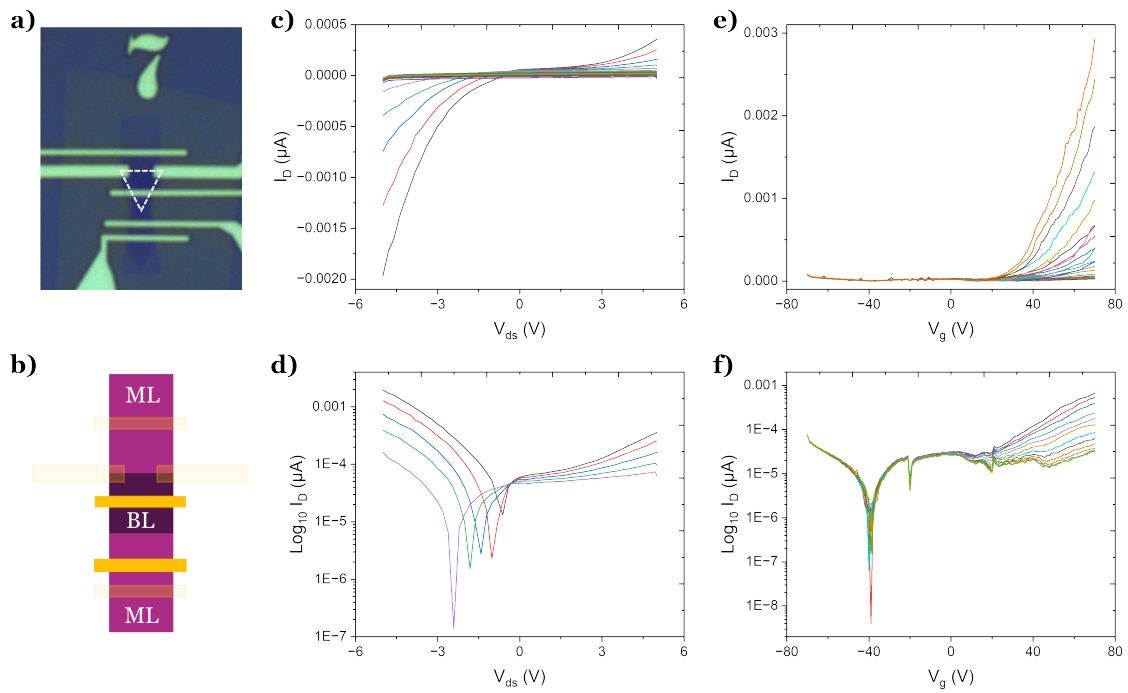 a)
7
b)
ML
BL
ML
c)
0.0005
0.0000
−0.0005
−0.0010
−0.0015
−0.0020
I_D (μA)
−6
−3
0
3
6
V_ds (V)
d)
0.001
1E−4
1E−5
1E−6
1E−7
Log₁₀ I_D (μA)
−6
−3
0
3
6
V_ds (V)
e)
0.003
0.002
0.001
0.000
I_D (μA)
−80
−40
0
40
80
V_g (V)
f)
0.001
1E−4
1E−5
1E−6
1E−7
1E−8
Log₁₀ I_D (μA)
−80
−40
0
40
80
V_g (V)